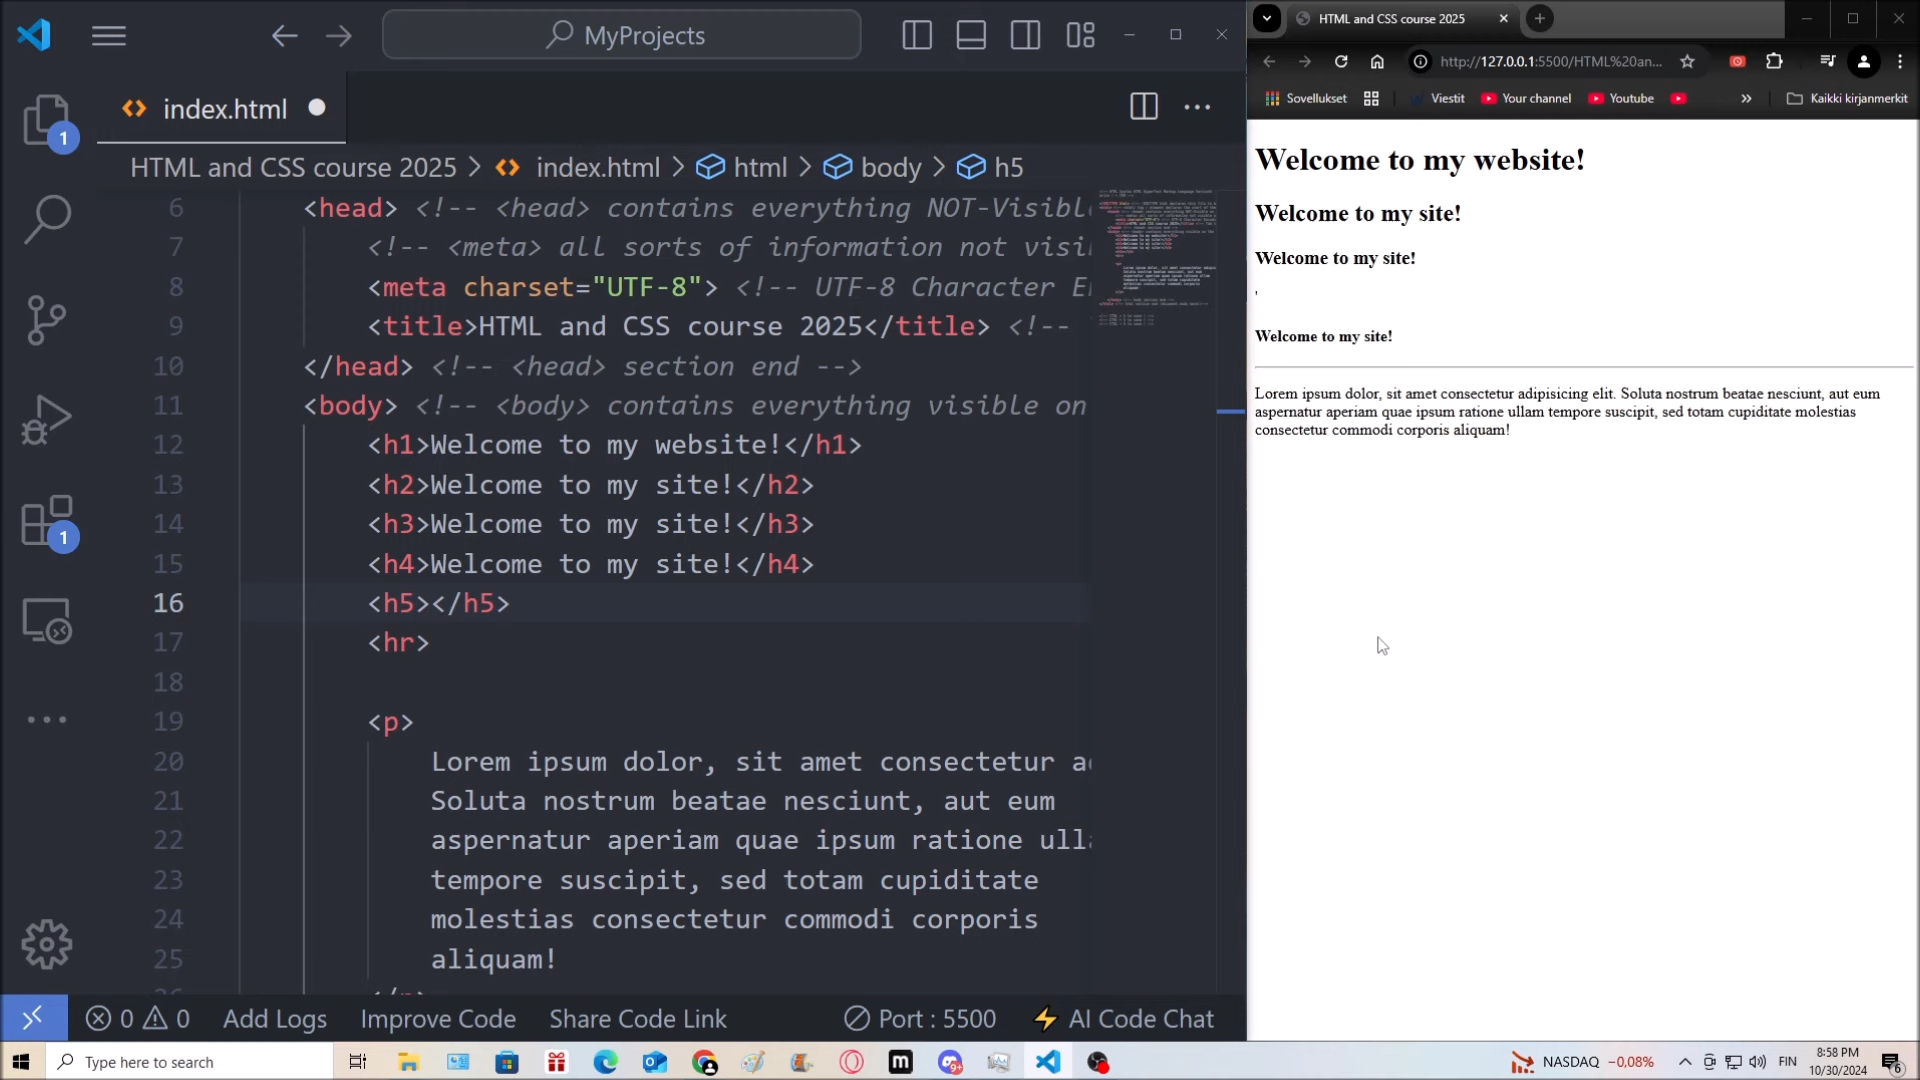 MyProjects
index.html
HTML and CSS course 2025 > index.html > html > body > h5
6 <head> <!-- <head> contains everything NOT-Visible
7 <!-- <meta> all sorts of information not visi
8 <meta charset="UTF-8"> <!-- UTF-8 Character E
9 <title>HTML and CSS course 2025</title> <!--
10 </head> <!-- <head> section end -->
11 <body> <!-- <body> contains everything visible on
12 <h1>Welcome to my website!</h1>
13 <h2>Welcome to my site!</h2>
14 <h3>Welcome to my site!</h3>
15 <h4>Welcome to my site!</h4>
16 <h5></h5>
17 <hr>
18
19 <p>
20 Lorem ipsum dolor, sit amet consectetur a
21 Soluta nostrum beatae nesciunt, aut eum
22 aspernatur aperiam quae ipsum ratione ull
23 tempore suscipit, sed totam cupiditate
24 molestias consectetur commodi corporis
25 aliquam!
1
1
0 0 Add Logs Improve Code Share Code Link Port : 5500 AI Code Chat
HTML and CSS course 2025
http://127.0.0.1:5500/HTML%20an...
Sovellukset Viestit Your channel Youtube » Kaikki kirjanmerkit
Welcome to my website!
Welcome to my site!
Welcome to my site!
'
Welcome to my site!
Lorem ipsum dolor, sit amet consectetur adipisicing elit. Soluta nostrum beatae nesciunt, aut eum
aspernatur aperiam quae ipsum ratione ullam tempore suscipit, sed totam cupiditate molestias
consectetur commodi corporis aliquam!
Type here to search
9+
NASDAQ -0,08%
FIN
8:58 PM
10/30/2024
6